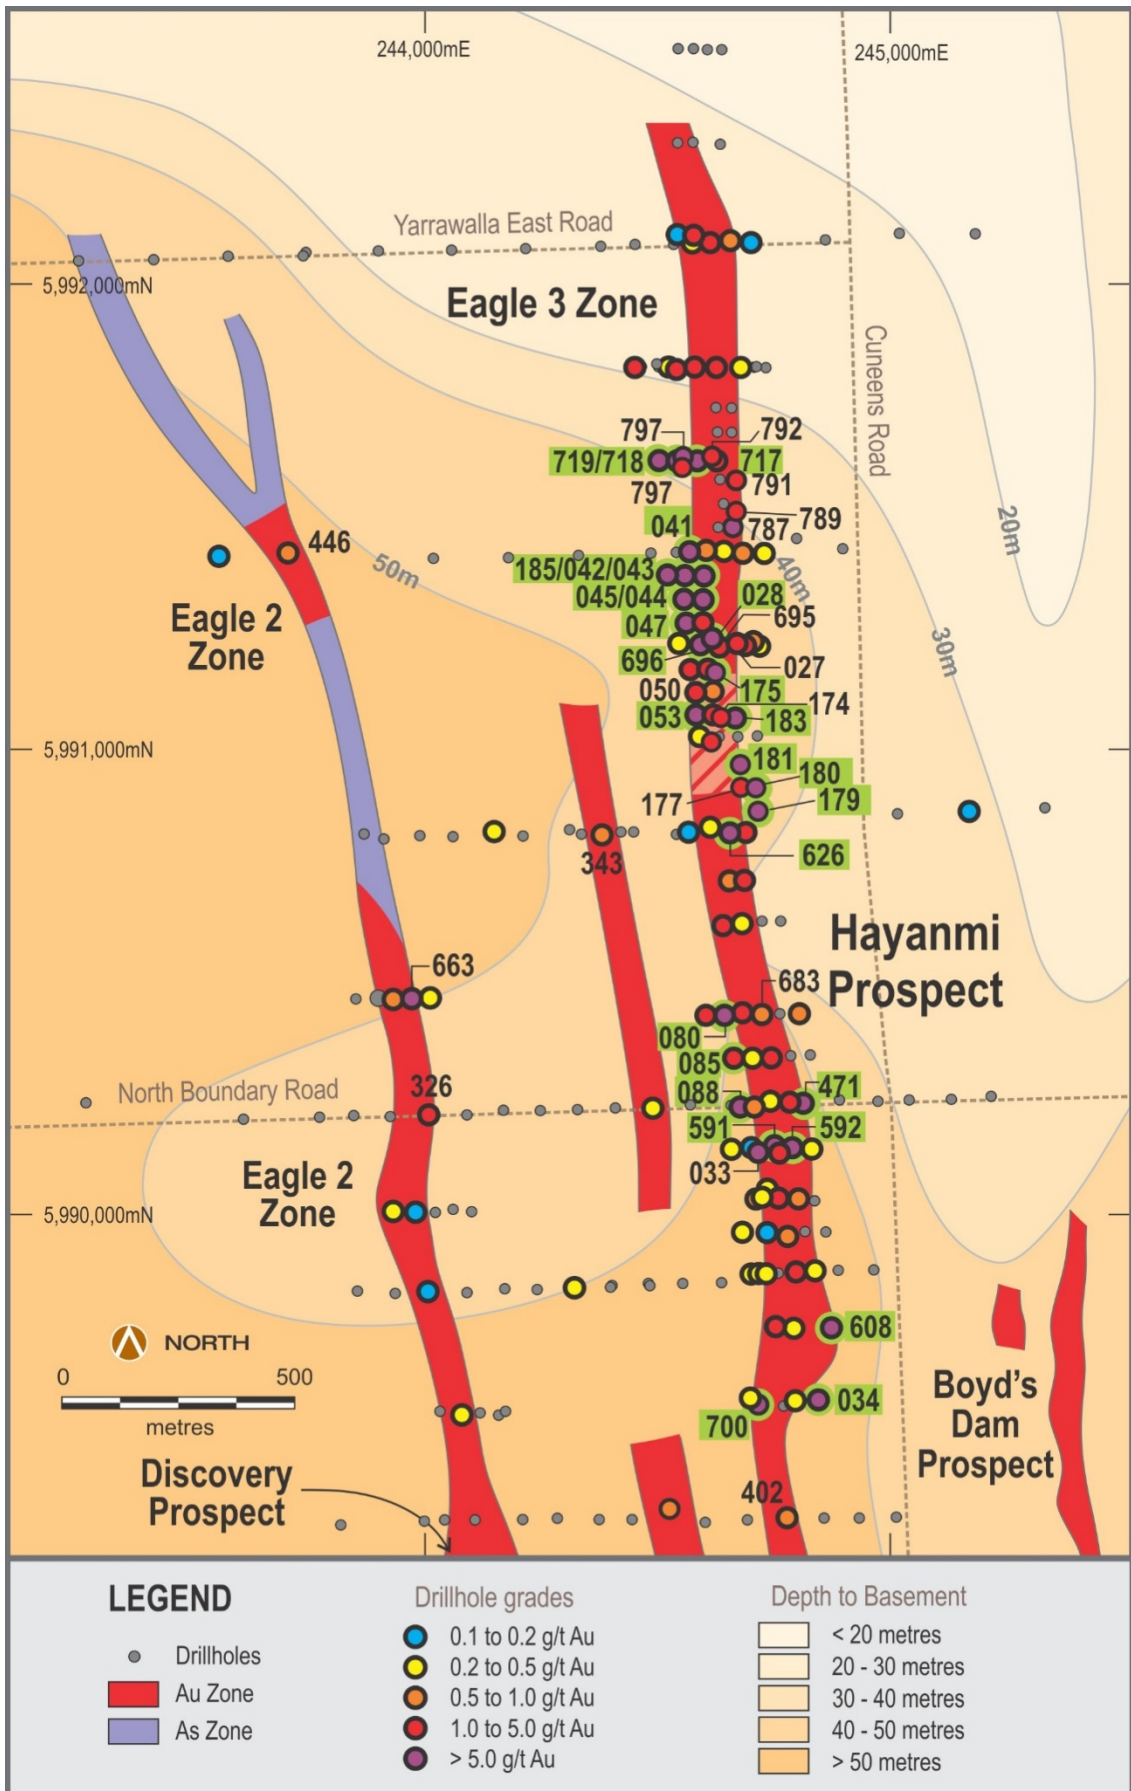 244,000mE
245,000mE
Yarrawalla East Road
5,992,000mN
Eagle 3 Zone
Cuneens Road
797
792
719/718
717
797
791
789
041
787
20m
446
50m
40m
185/042/043
045/044
028
Eagle 2
Zone
047
695
30m
696
027
050
175
174
053
183
5,991,000mN
181
180
177
179
343
626
Hayanmi
Prospect
663
683
080
085
North Boundary Road
326
088
471
591
592
033
Eagle 2
Zone
5,990,000mN
NORTH
608
0
500
metres
034
700
Boyd's
Dam
Prospect
Discovery
Prospect
402
LEGEND
Drillholes
Au Zone
As Zone
Drillhole grades
0.1 to 0.2 g/t Au
0.2 to 0.5 g/t Au
0.5 to 1.0 g/t Au
1.0 to 5.0 g/t Au
> 5.0 g/t Au
Depth to Basement
< 20 metres
20 - 30 metres
30 - 40 metres
40 - 50 metres
> 50 metres